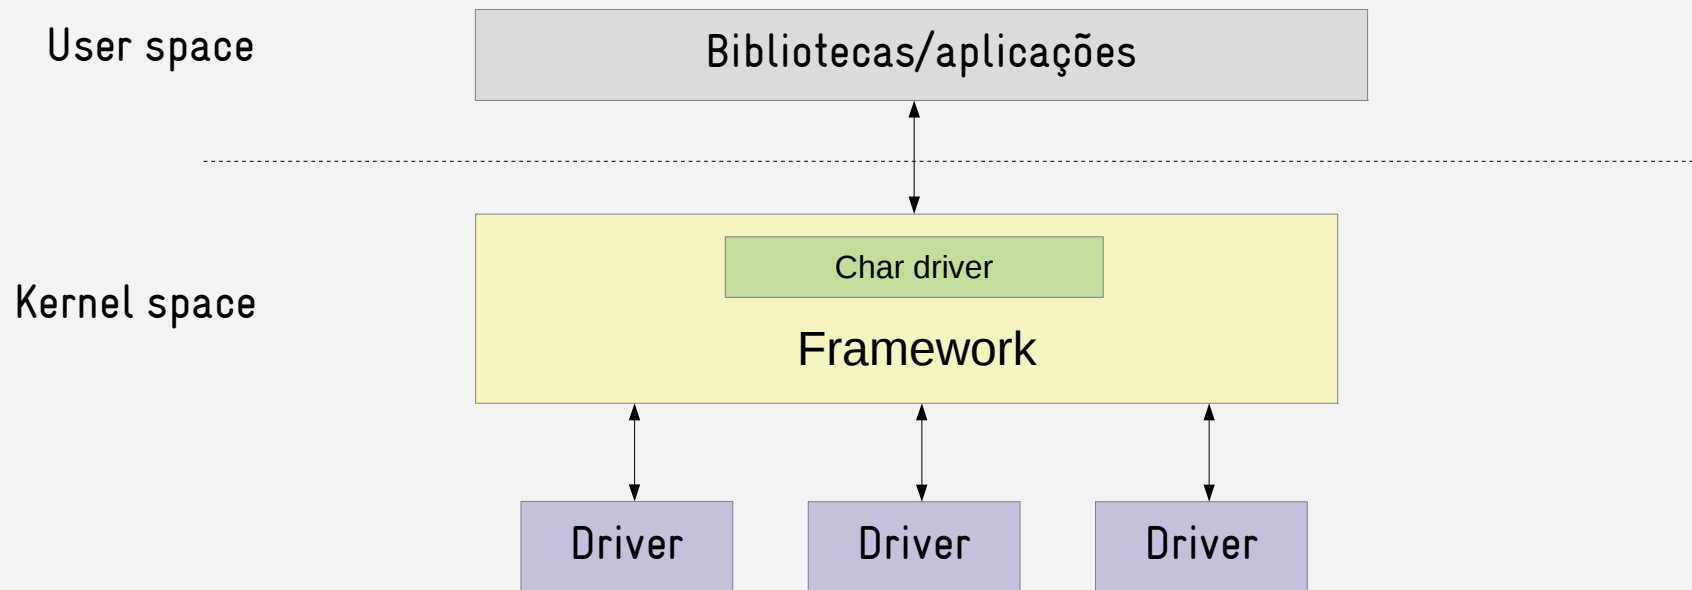 User space
Bibliotecas/aplicações
Kernel space
Char driver
Framework
Driver
Driver
Driver